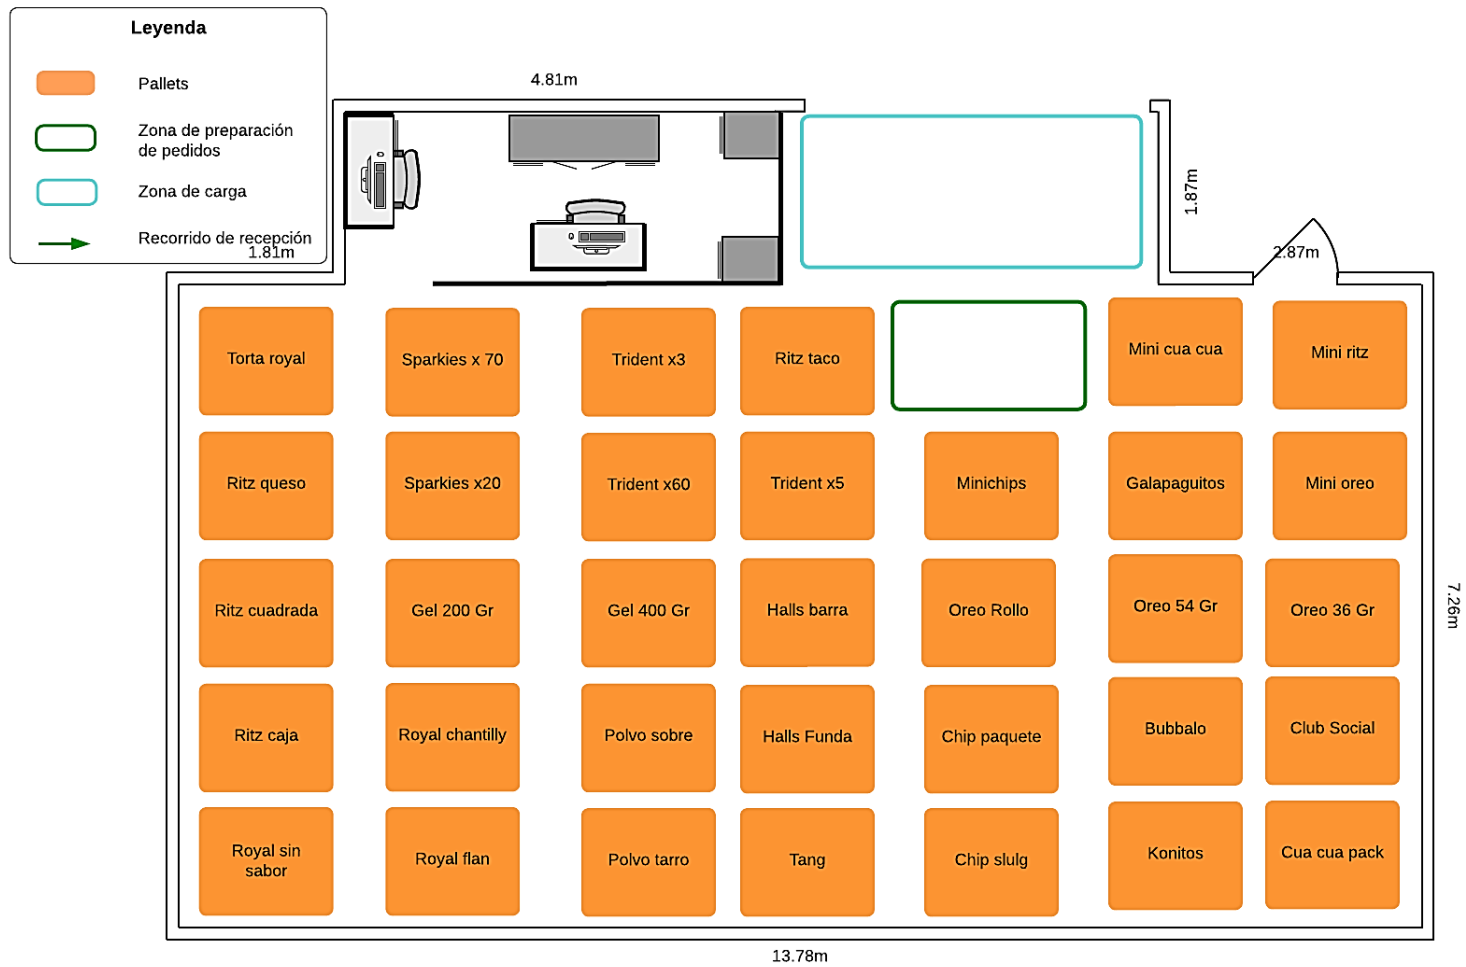 Leyenda
Pallets
Zona de preparación
de pedidos
Zona de carga
Recorrido de recepción
1.81m
4.81m
1.87m
2.87m
Torta royal
Sparkies x 70
Trident x3
Ritz taco
Mini cua cua
Mini ritz
Ritz queso
Sparkies x20
Trident x60
Trident x5
Minichips
Galapaguitos
Mini oreo
Ritz cuadrada
Gel 200 Gr
Gel 400 Gr
Halls barra
Oreo Rollo
Oreo 54 Gr
Oreo 36 Gr
7.26m
Ritz caja
Royal chantilly
Polvo sobre
Halls Funda
Chip paquete
Bubbalo
Club Social
Royal sin
sabor
Royal flan
Polvo tarro
Tang
Chip slulg
Konitos
Cua cua pack
13.78m